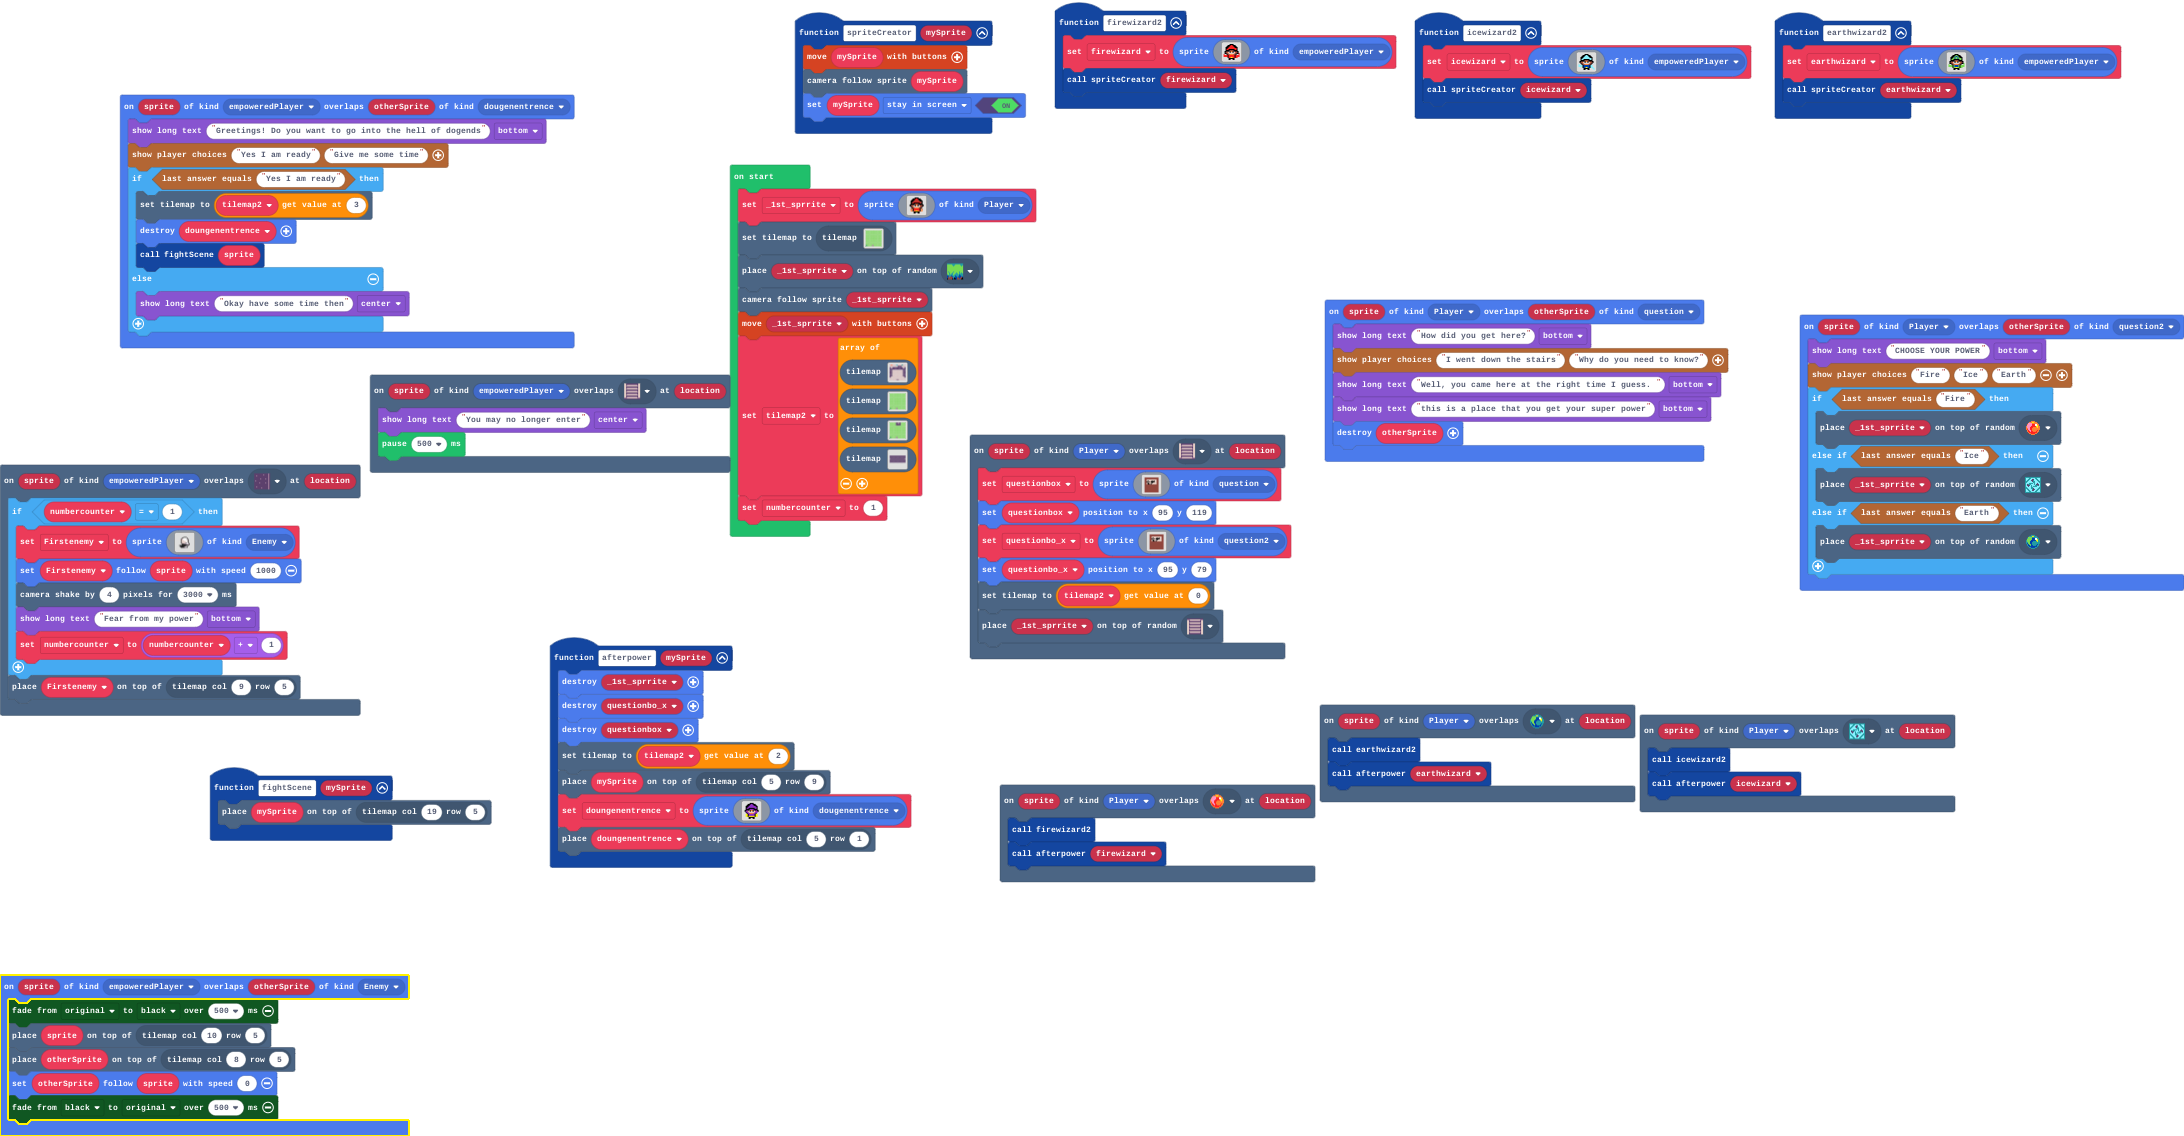 function spriteCreator mySprite
move mySprite with buttons
camera follow sprite mySprite
set mySprite stay in screen ON
function firewizard2
set firewizard to sprite of kind empoweredPlayer
call spriteCreator firewizard
function icewizard2
set icewizard to sprite of kind empoweredPlayer
call spriteCreator icewizard
function earthwizard2
set earthwizard to sprite of kind empoweredPlayer
call spriteCreator earthwizard
on sprite of kind empoweredPlayer overlaps otherSprite of kind dougenentrence
show long text "Greetings! Do you want to go into the hell of dogends" bottom
show player choices "Yes I am ready" "Give me some time"
if last answer equals "Yes I am ready" then
set tilemap to tilemap2 get value at 3
destroy doungenentrence
call fightScene sprite
else
show long text "Okay have some time then" center
on start
set _1st_sprrite to sprite of kind Player
set tilemap to tilemap
place _1st_sprrite on top of random
camera follow sprite _1st_sprrite
move _1st_sprrite with buttons
set tilemap2 to array of
tilemap
tilemap
tilemap
tilemap
set numbercounter to 1
on sprite of kind Player overlaps otherSprite of kind question
show long text "How did you get here?" bottom
show player choices "I went down the stairs" "Why do you need to know?"
show long text "Well, you came here at the right time I guess. " bottom
show long text "this is a place that you get your super power" bottom
destroy otherSprite
on sprite of kind Player overlaps otherSprite of kind question2
show long text "CHOOSE YOUR POWER" bottom
show player choices "Fire" "Ice" "Earth"
if last answer equals "Fire" then
place _1st_sprrite on top of random
else if last answer equals "Ice" then
place _1st_sprrite on top of random
else if last answer equals "Earth" then
place _1st_sprrite on top of random
on sprite of kind empoweredPlayer overlaps at location
show long text "You may no longer enter" center
pause 500 ms
on sprite of kind Player overlaps at location
set questionbox to sprite of kind question
set questionbox position to x 95 y 119
set questionbo_x to sprite of kind question2
set questionbo_x position to x 95 y 79
set tilemap to tilemap2 get value at 0
place _1st_sprrite on top of random
on sprite of kind empoweredPlayer overlaps at location
if numbercounter = 1 then
set Firstenemy to sprite of kind Enemy
set Firstenemy follow sprite with speed 1000
camera shake by 4 pixels for 3000 ms
show long text "Fear from my power" bottom
set numbercounter to numbercounter + 1
place Firstenemy on top of tilemap col 9 row 5
function afterpower mySprite
destroy _1st_sprrite
destroy questionbo_x
destroy questionbox
set tilemap to tilemap2 get value at 2
place mySprite on top of tilemap col 5 row 9
set doungenentrence to sprite of kind dougenentrence
place doungenentrence on top of tilemap col 5 row 1
function fightScene mySprite
place mySprite on top of tilemap col 19 row 5
on sprite of kind Player overlaps at location
call firewizard2
call afterpower firewizard
on sprite of kind Player overlaps at location
call earthwizard2
call afterpower earthwizard
on sprite of kind Player overlaps at location
call icewizard2
call afterpower icewizard
on sprite of kind empoweredPlayer overlaps otherSprite of kind Enemy
fade from original to black over 500 ms
place sprite on top of tilemap col 10 row 5
place otherSprite on top of tilemap col 8 row 5
set otherSprite follow sprite with speed 0
fade from black to original over 500 ms